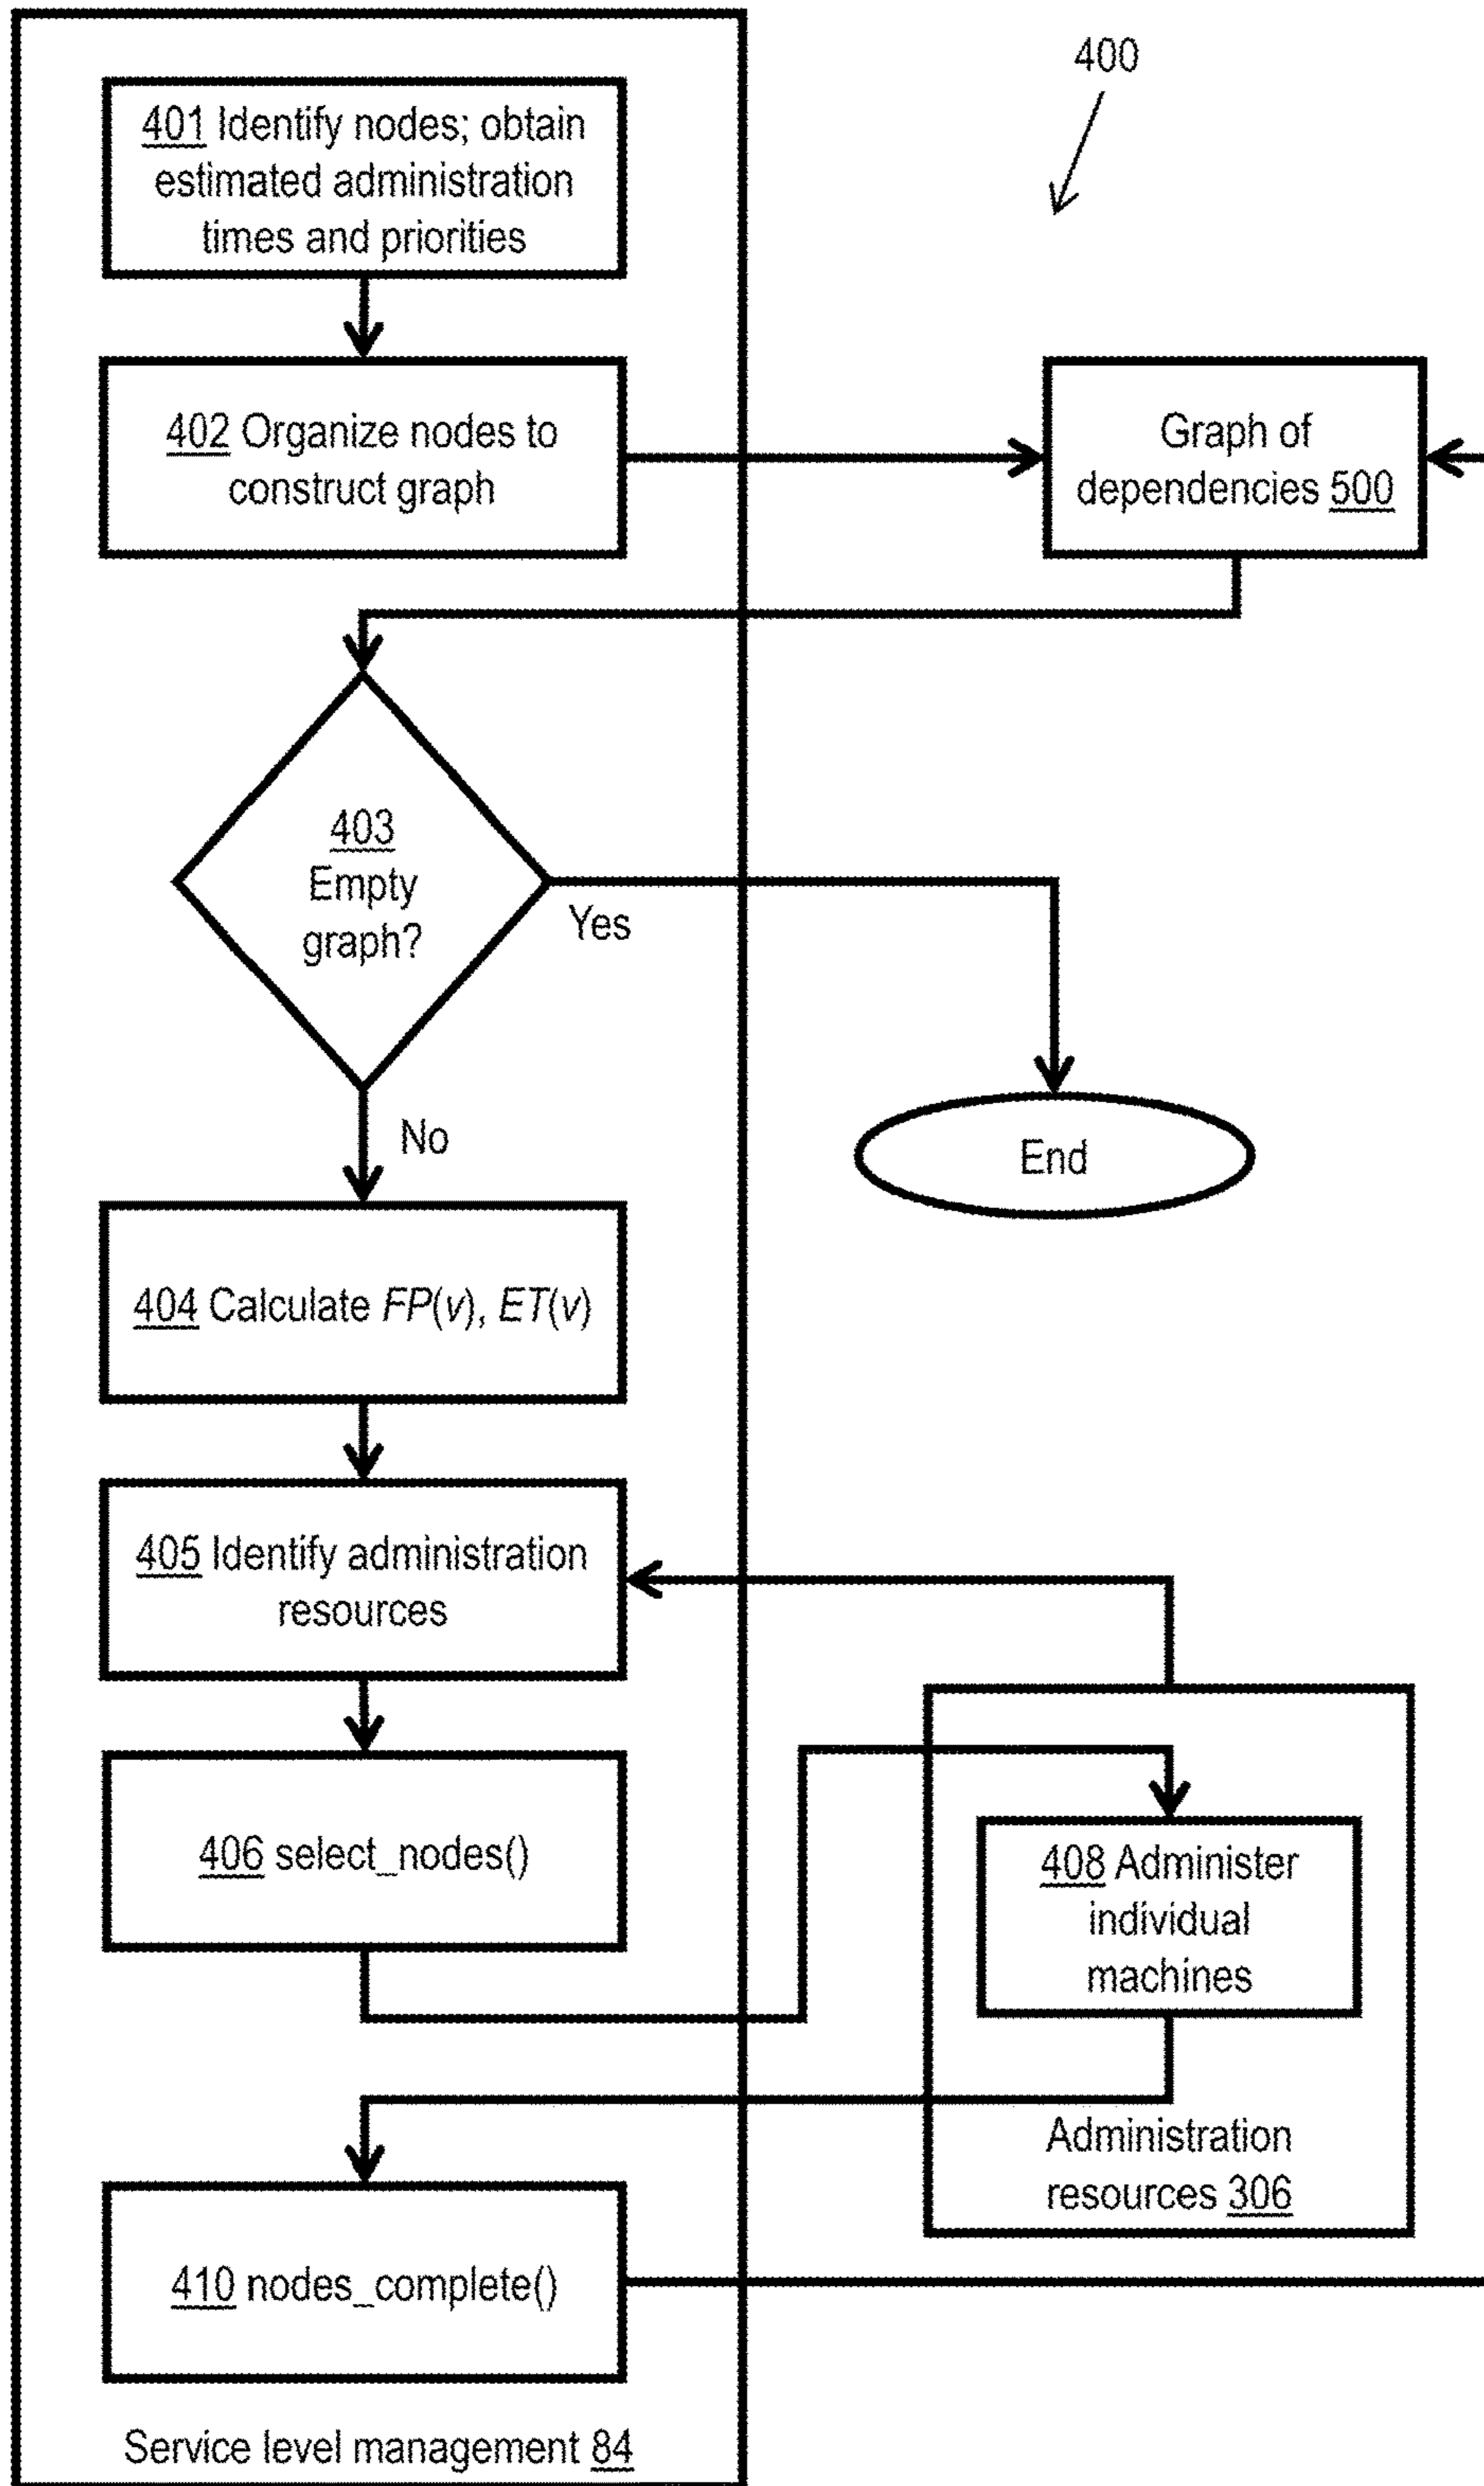 400
401 Identify nodes; obtain
estimated administration
times and priorities
402 Organize nodes to
construct graph
Graph of
dependencies 500
403
Empty
graph?
Yes
No
End
404 Calculate FP(v), ET(v)
405 Identify administration
resources
406 select_nodes()
408 Administer
individual
machines
Administration
resources 306
410 nodes_complete()
Service level management 84